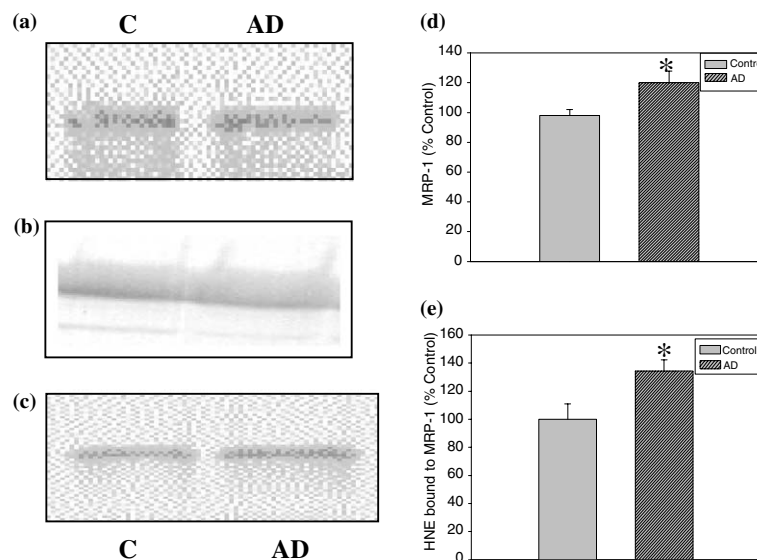 (a)
C AD
(b)
(c)
C AD
(d)
140
120
100
80
60
40
20
0
MRP-1 (% Control)
*
Control
AD
(e)
160
140
120
100
80
60
40
20
0
HNE bound to MRP-1 (% Control)
*
Control
AD